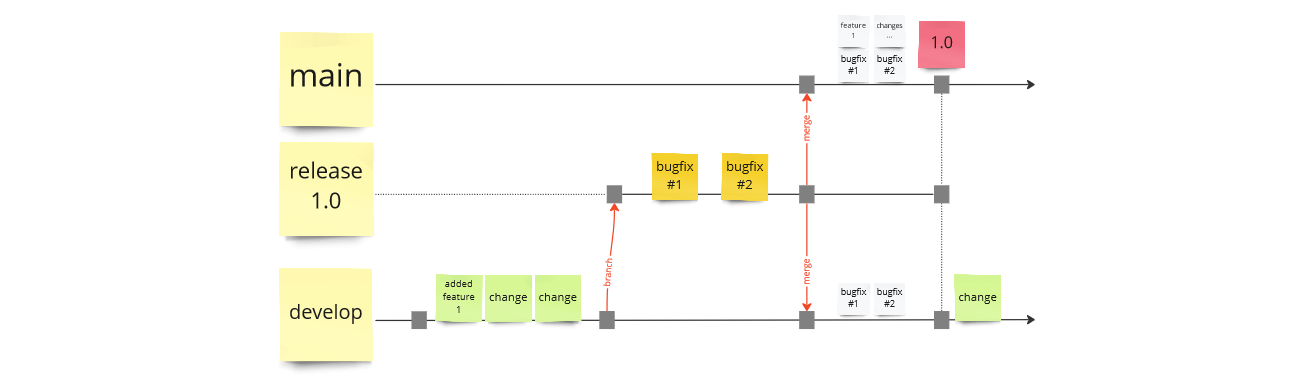 main
feature
1
changes
...
bugfix
#1
bugfix
#2
1.0
merge
release
1.0
bugfix
#1
bugfix
#2
branch
merge
develop
added
feature
1
change
change
bugfix
#1
bugfix
#2
change